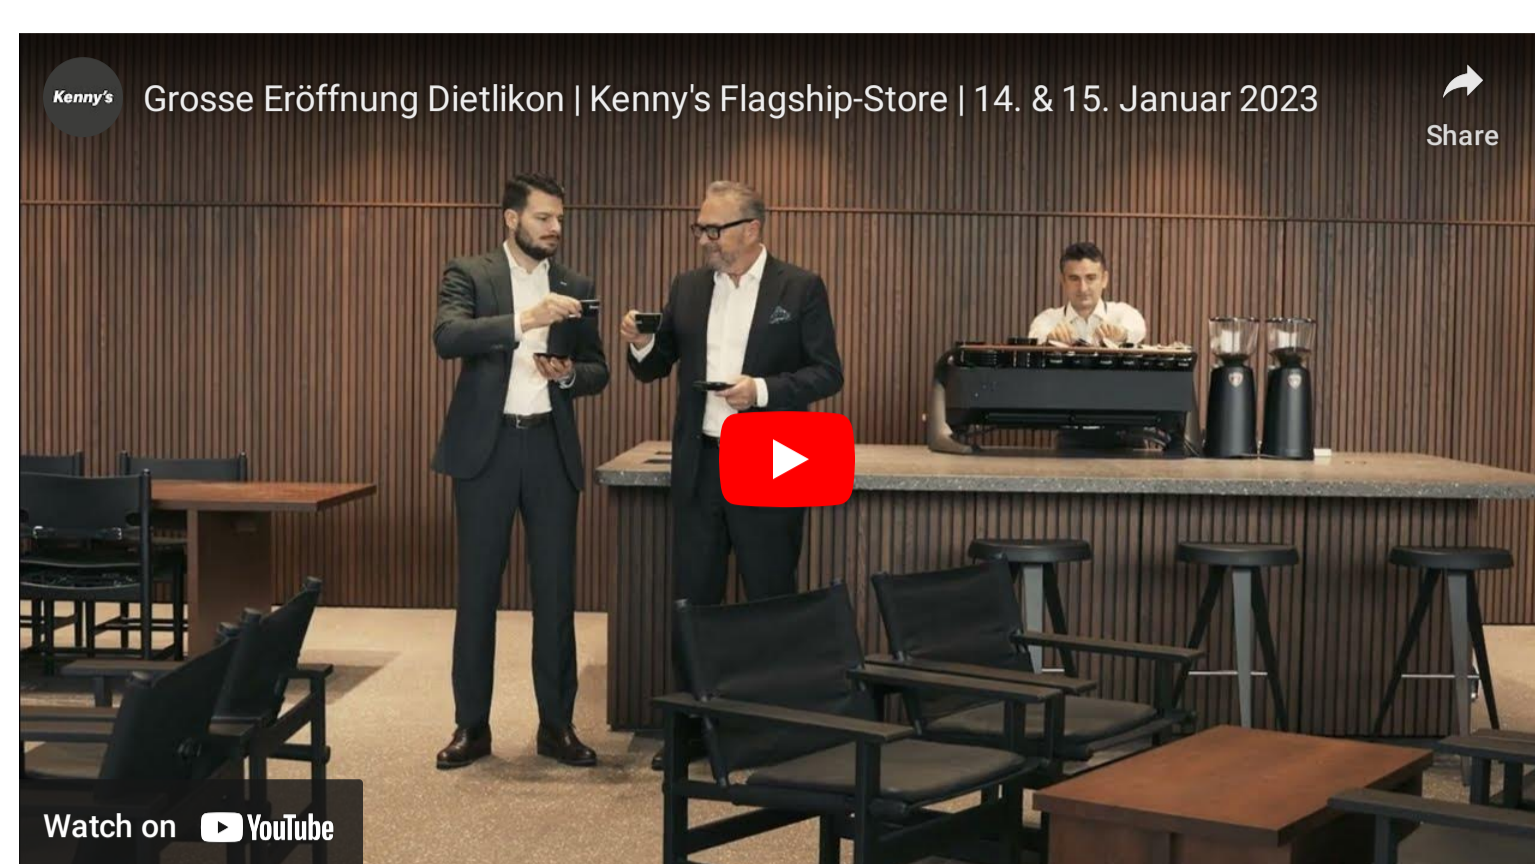 Kenny's
Grosse Eröffnung Dietlikon | Kenny's Flagship-Store | 14. & 15. Januar 2023
Share
Watch on YouTube